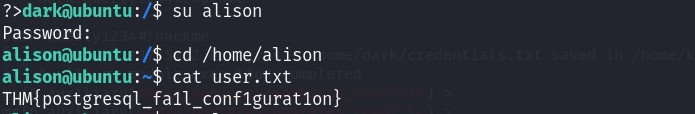 ?>dark@ubuntu:/$ su alison
Password:
alison@ubuntu:/$ cd /home/alison
alison@ubuntu:~$ cat user.txt
THM{postgresql_fa1l_conf1gurat1on}